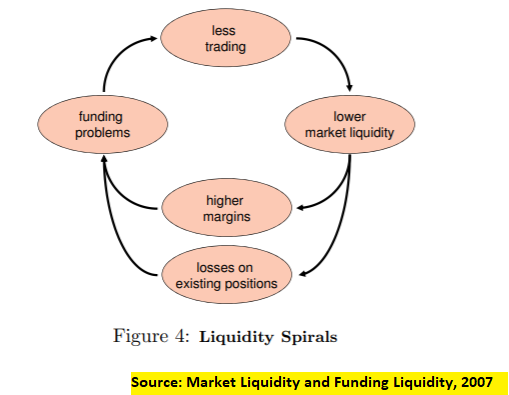 less
trading
funding
problems
lower
market liquidity
higher
margins
losses on
existing positions
Figure 4: Liquidity Spirals
Source: Market Liquidity and Funding Liquidity, 2007